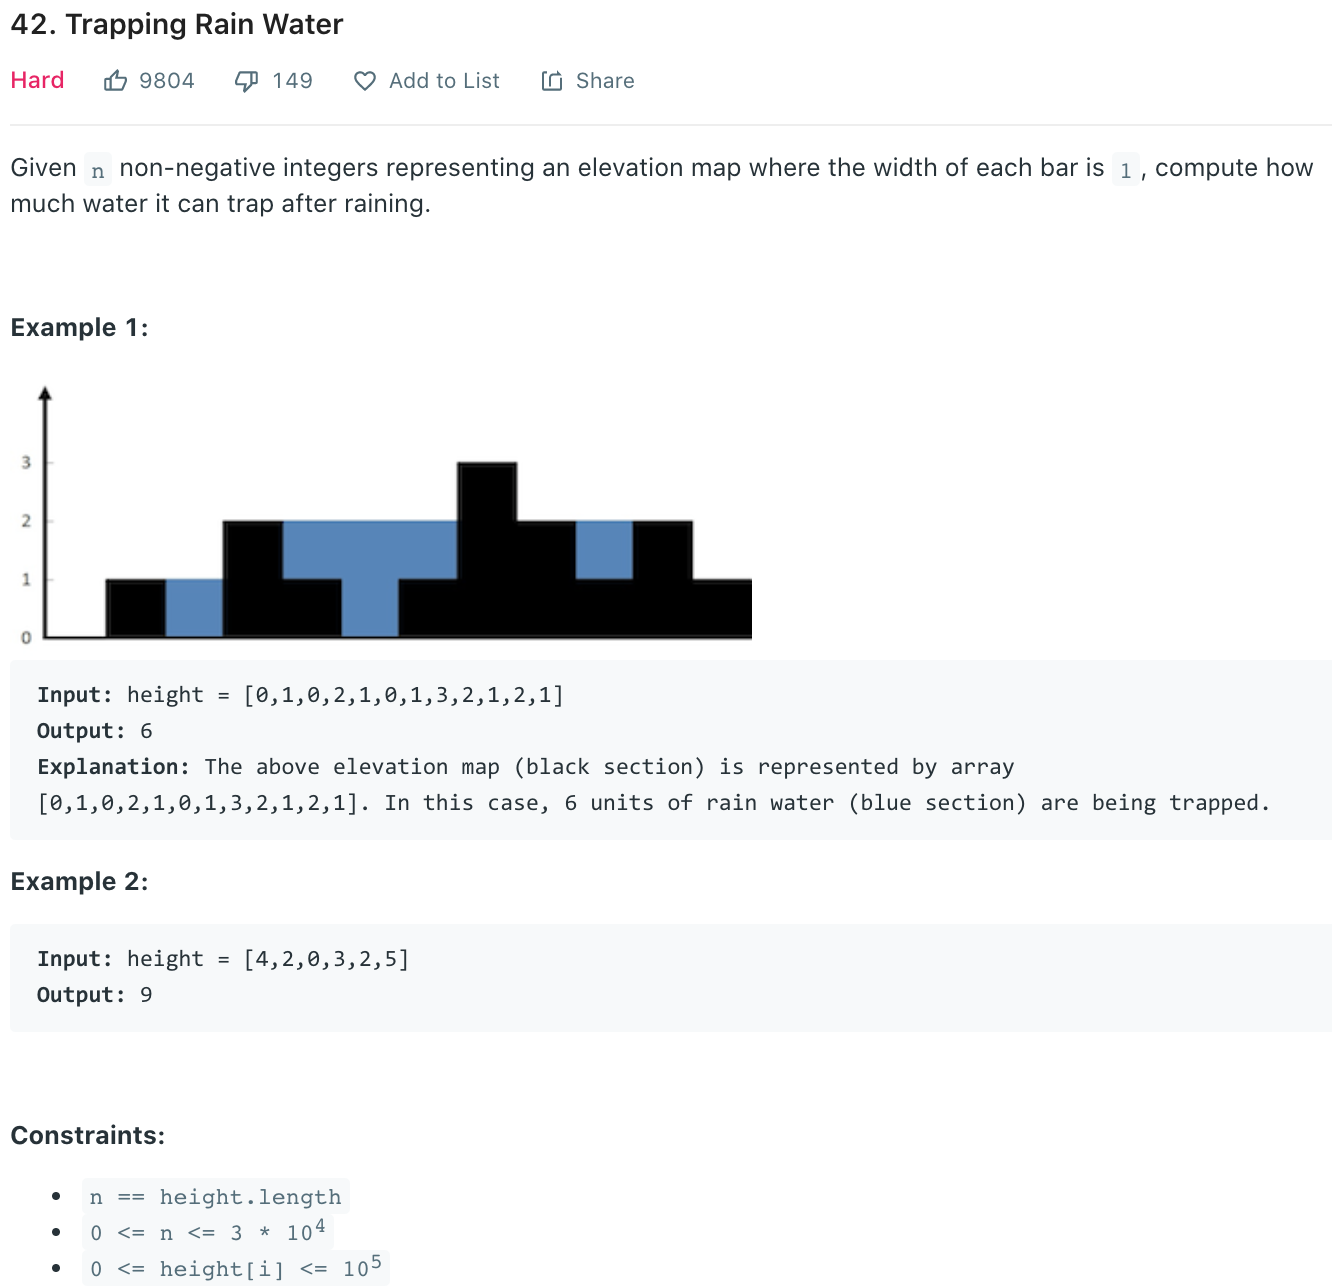 42. Trapping Rain Water
Hard 9804 149 Add to List Share
Given n non-negative integers representing an elevation map where the width of each bar is 1, compute how
much water it can trap after raining.
Example 1:
3
2
1
0
Input: height = [0,1,0,2,1,0,1,3,2,1,2,1]
Output: 6
Explanation: The above elevation map (black section) is represented by array
[0,1,0,2,1,0,1,3,2,1,2,1]. In this case, 6 units of rain water (blue section) are being trapped.
Example 2:
Input: height = [4,2,0,3,2,5]
Output: 9
Constraints:
• n == height.length
• 0 <= n <= 3 * 10⁴
• 0 <= height[i] <= 10⁵